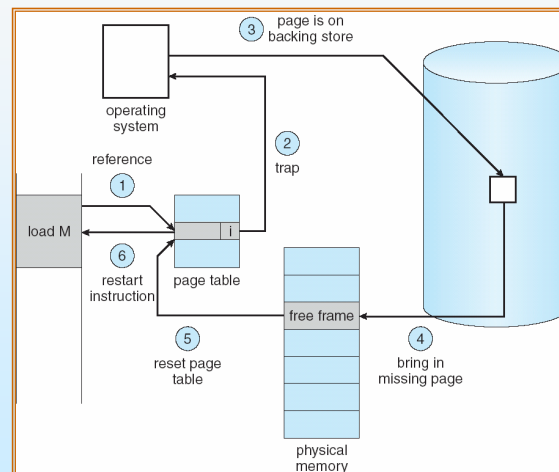 3
page is on
backing store
operating
system
2
trap
reference
1
load M
i
6
restart
instruction
page table
free frame
5
reset page
table
4
bring in
missing page
physical
memory